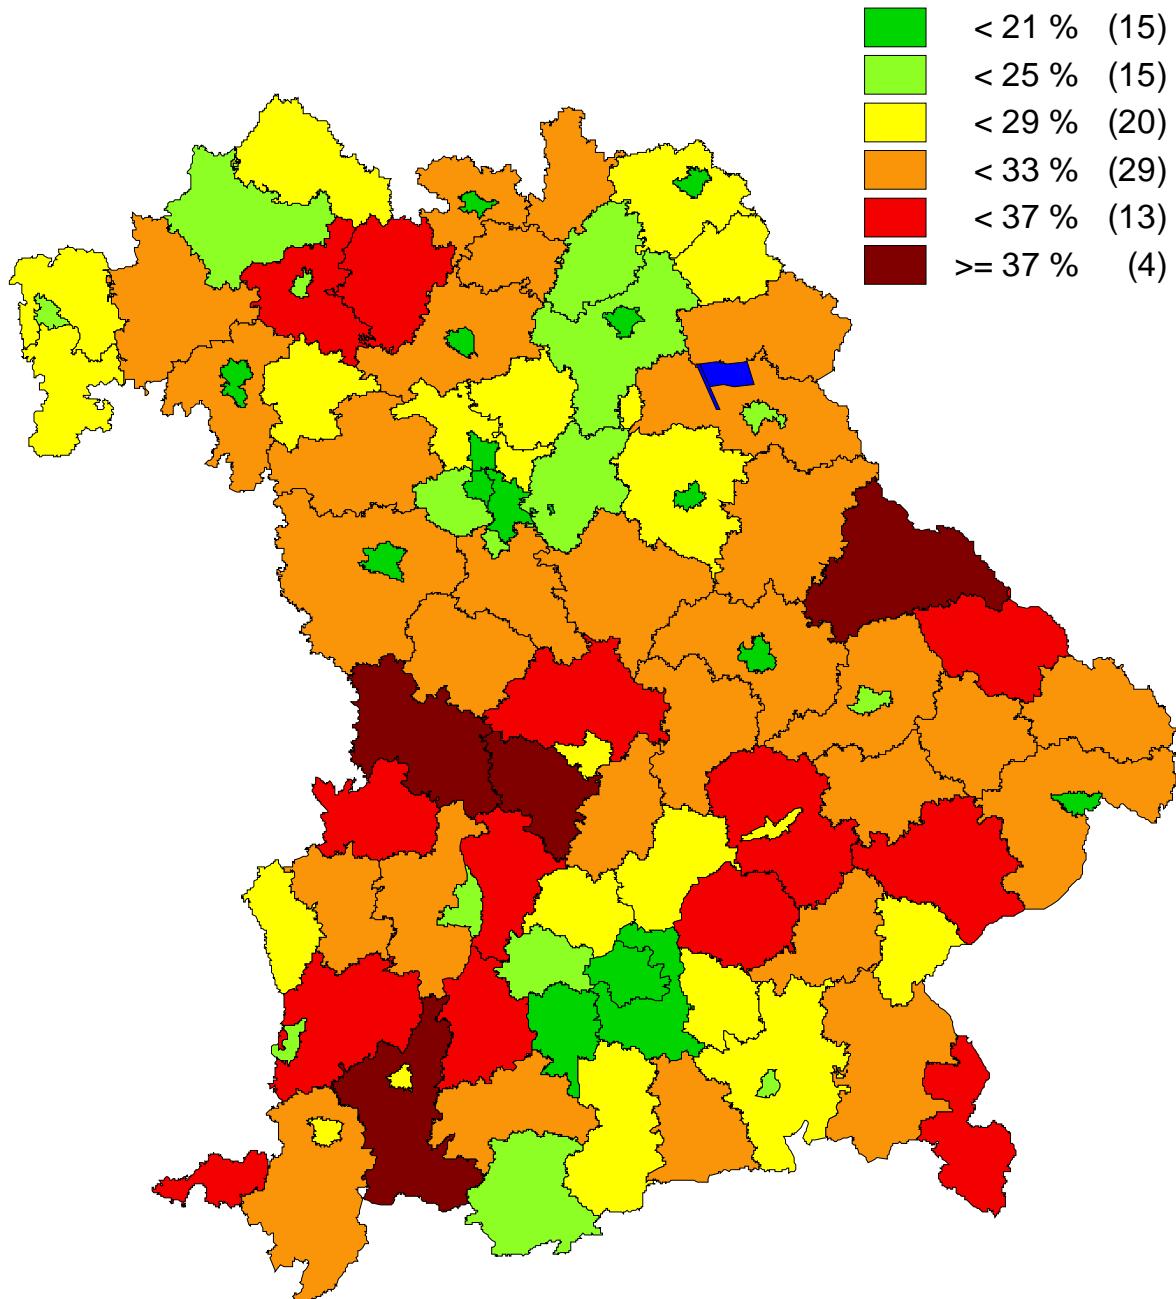 < 21 % (15)
< 25 % (15)
< 29 % (20)
< 33 % (29)
< 37 % (13)
>= 37 % (4)